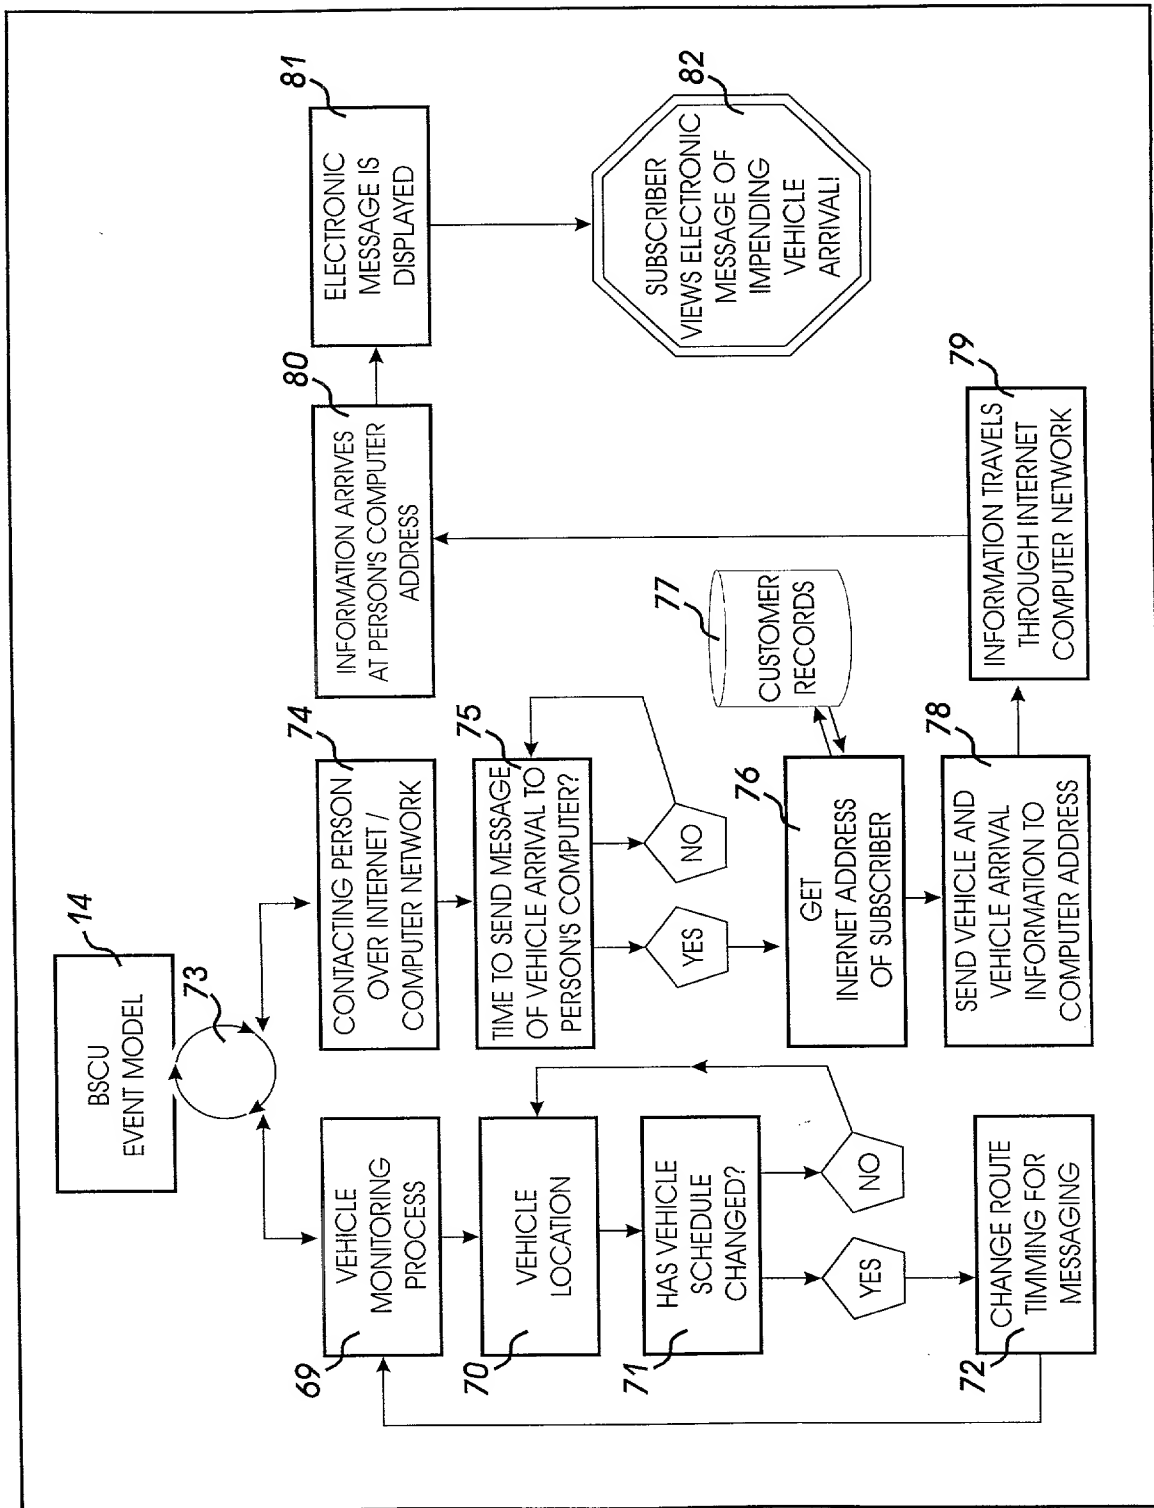 14
BSCU
EVENT MODEL
73
69
VEHICLE
MONITORING
PROCESS
70
VEHICLE
LOCATION
71
HAS VEHICLE
SCHEDULE
CHANGED?
YES
NO
72
CHANGE ROUTE
TIMMING FOR
MESSAGING
74
CONTACTING PERSON
OVER INTERNET /
COMPUTER NETWORK
75
TIME TO SEND MESSAGE
OF VEHICLE ARRIVAL TO
PERSON'S COMPUTER?
YES
NO
76
GET
INERNET ADDRESS
OF SUBSCRIBER
77
CUSTOMER
RECORDS
78
SEND VEHICLE AND
VEHICLE ARRIVAL
INFORMATION TO
COMPUTER ADDRESS
79
INFORMATION TRAVELS
THROUGH INTERNET
COMPUTER NETWORK
80
INFORMATION ARRIVES
AT PERSON'S COMPUTER
ADDRESS
81
ELECTRONIC
MESSAGE IS
DISPLAYED
82
SUBSCRIBER
VIEWS ELECTRONIC
MESSAGE OF
IMPENDING
VEHICLE
ARRIVAL!